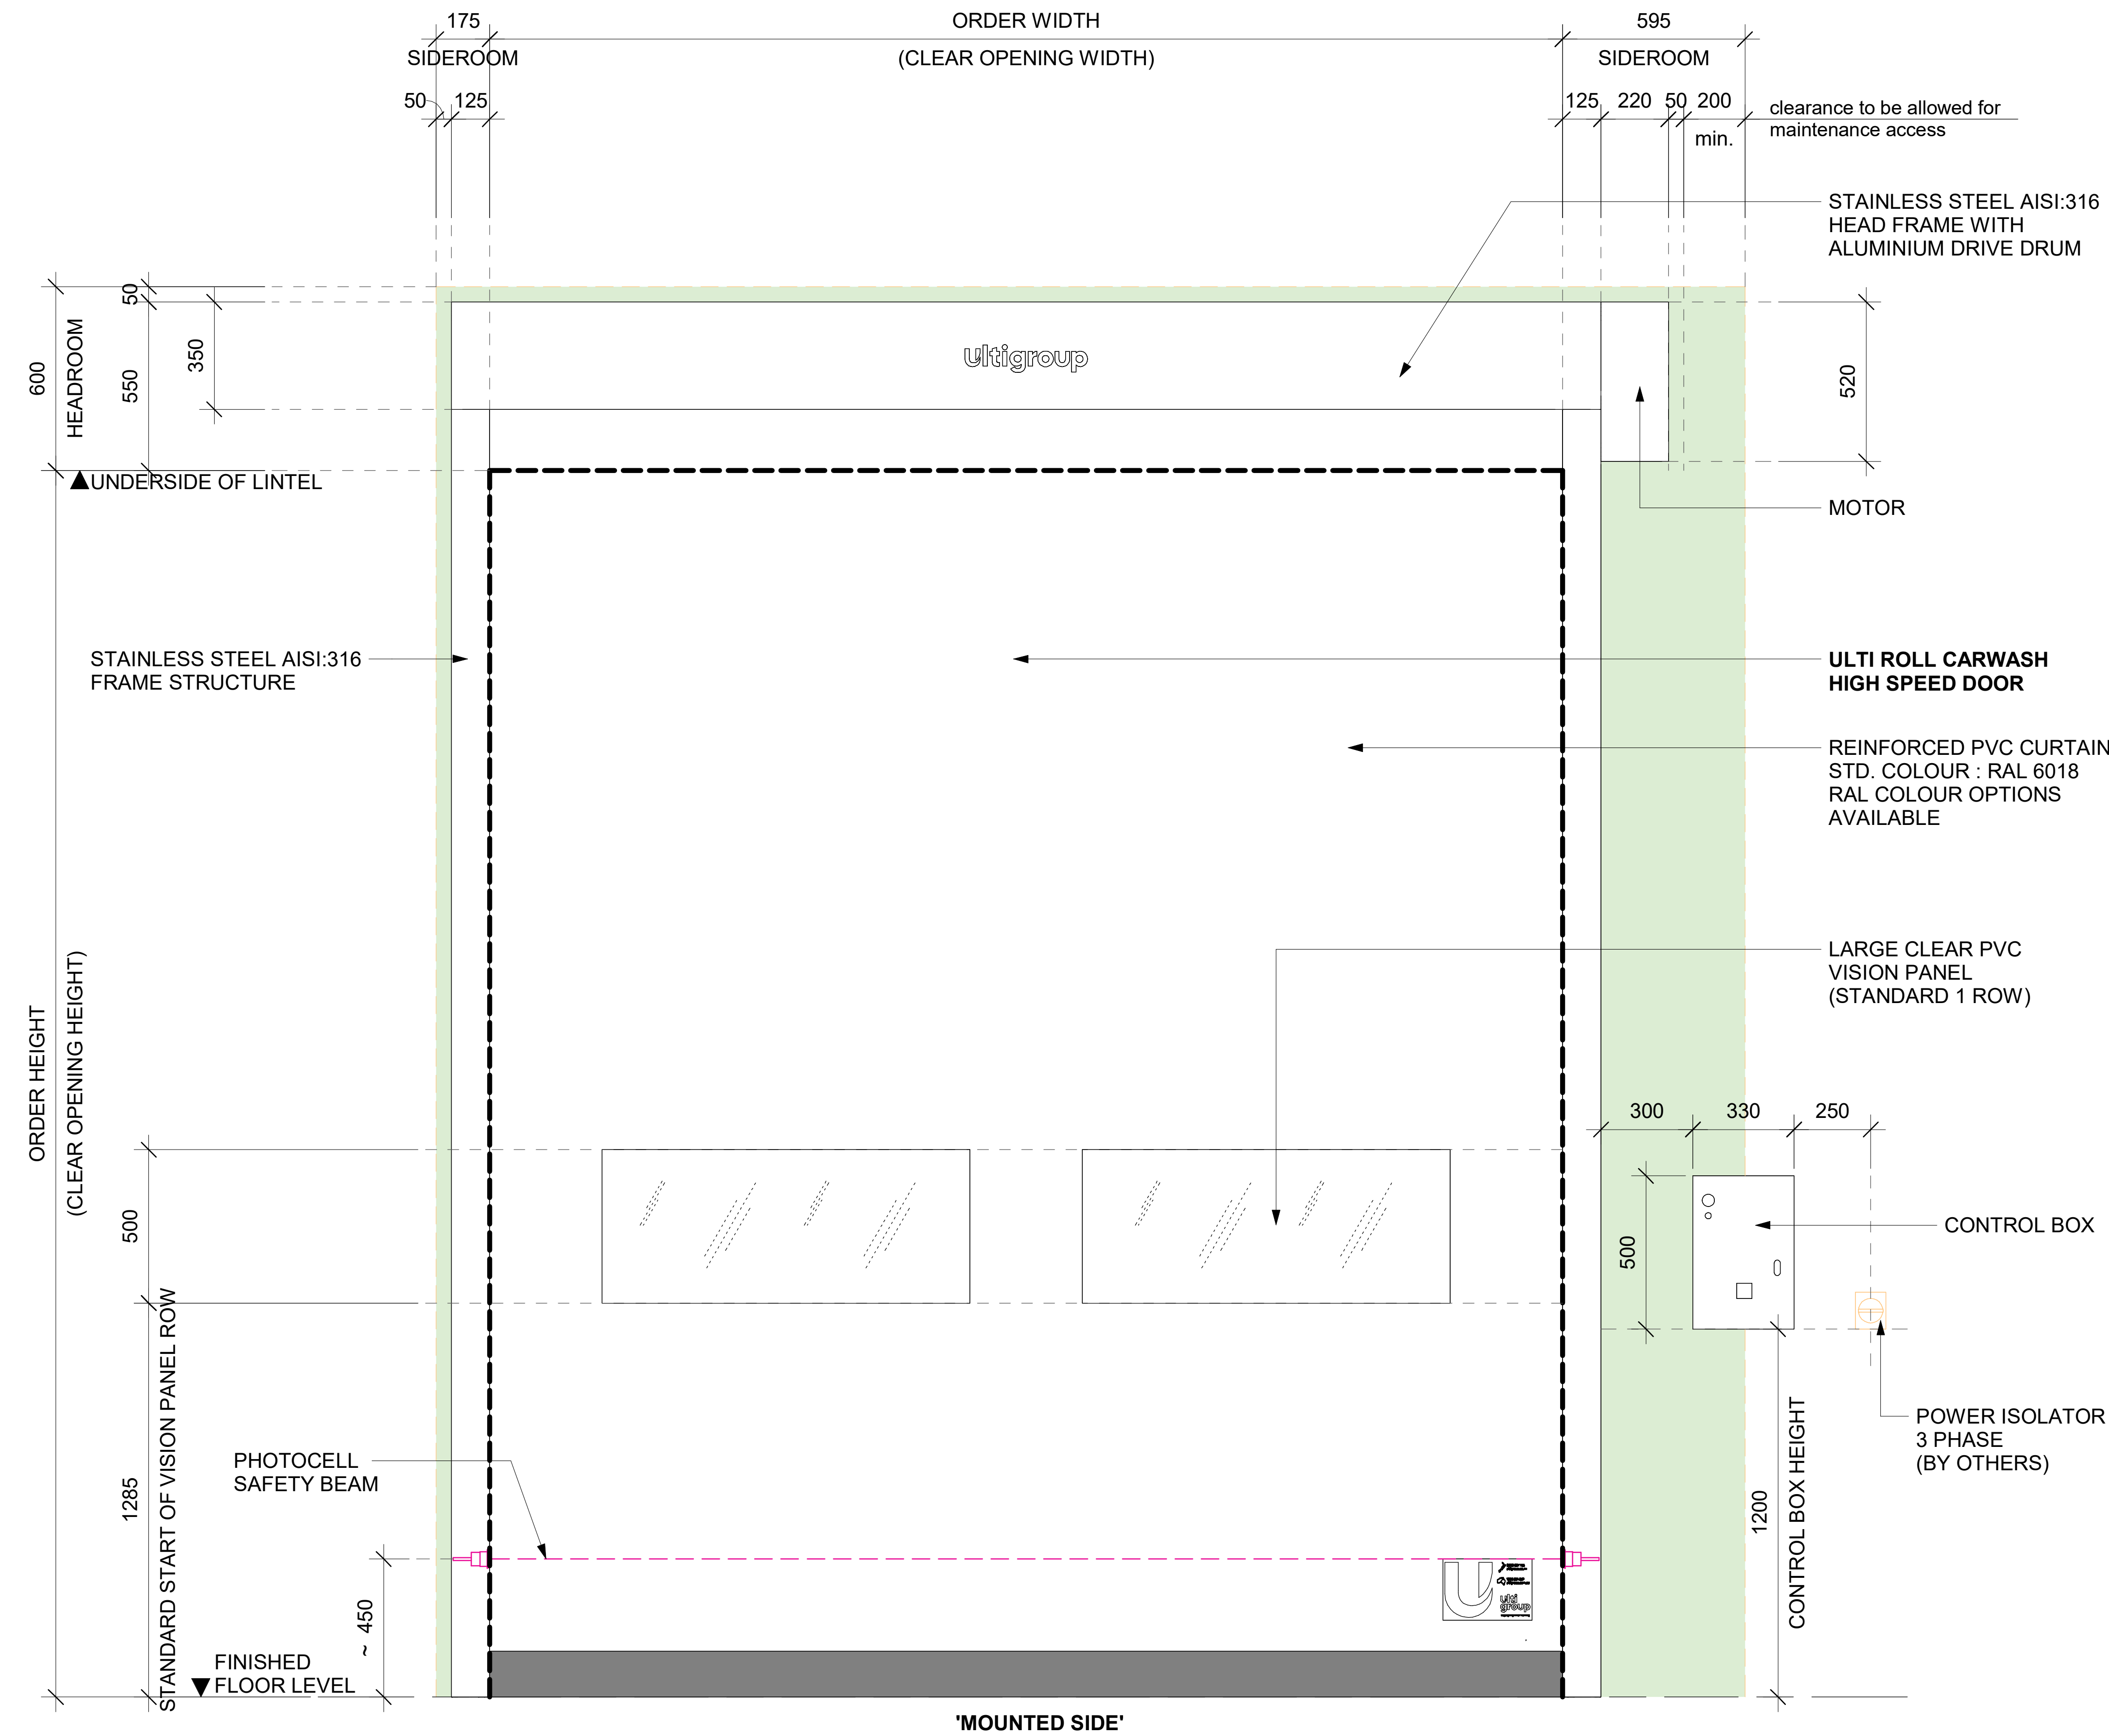 175
ORDER WIDTH
595
SIDEROOM
(CLEAR OPENING WIDTH)
SIDEROOM
50
125
125
220
50
200
min.
clearance to be allowed for
maintenance access
STAINLESS STEEL AISI:316
HEAD FRAME WITH
ALUMINIUM DRIVE DRUM
50
600
HEADROOM
550
350
ultigroup
520
UNDERSIDE OF LINTEL
MOTOR
STAINLESS STEEL AISI:316
FRAME STRUCTURE
ULTI ROLL CARWASH
HIGH SPEED DOOR
REINFORCED PVC CURTAIN
STD. COLOUR : RAL 6018
RAL COLOUR OPTIONS
AVAILABLE
LARGE CLEAR PVC
VISION PANEL
(STANDARD 1 ROW)
ORDER HEIGHT
(CLEAR OPENING HEIGHT)
300
330
250
500
500
CONTROL BOX
1285
STANDARD START OF VISION PANEL ROW
PHOTOCELL
SAFETY BEAM
POWER ISOLATOR
3 PHASE
(BY OTHERS)
1200
CONTROL BOX HEIGHT
~ 450
ulti
group
FINISHED
FLOOR LEVEL
'MOUNTED SIDE'